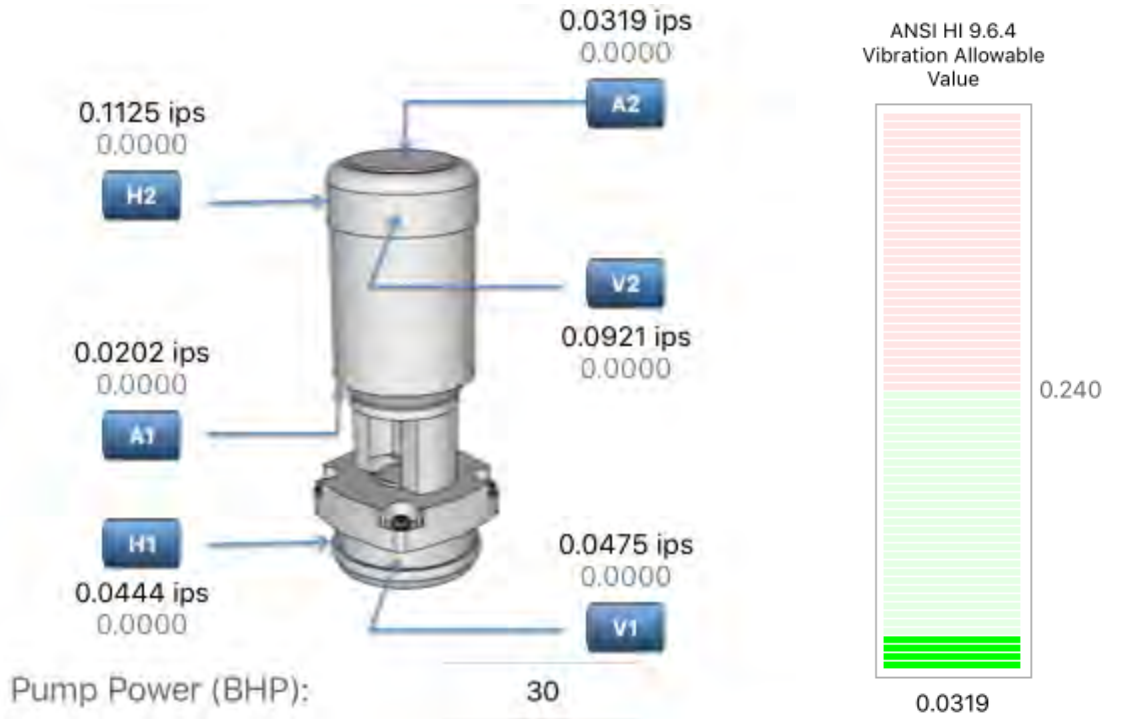 0.0319 ips
0.0000
A2
0.1125 ips
0.0000
H2
V2
0.0921 ips
0.0000
0.0202 ips
0.0000
A1
H1
0.0444 ips
0.0000
0.0475 ips
0.0000
V1
Pump Power (BHP): 30
ANSI HI 9.6.4
Vibration Allowable
Value
0.240
0.0319